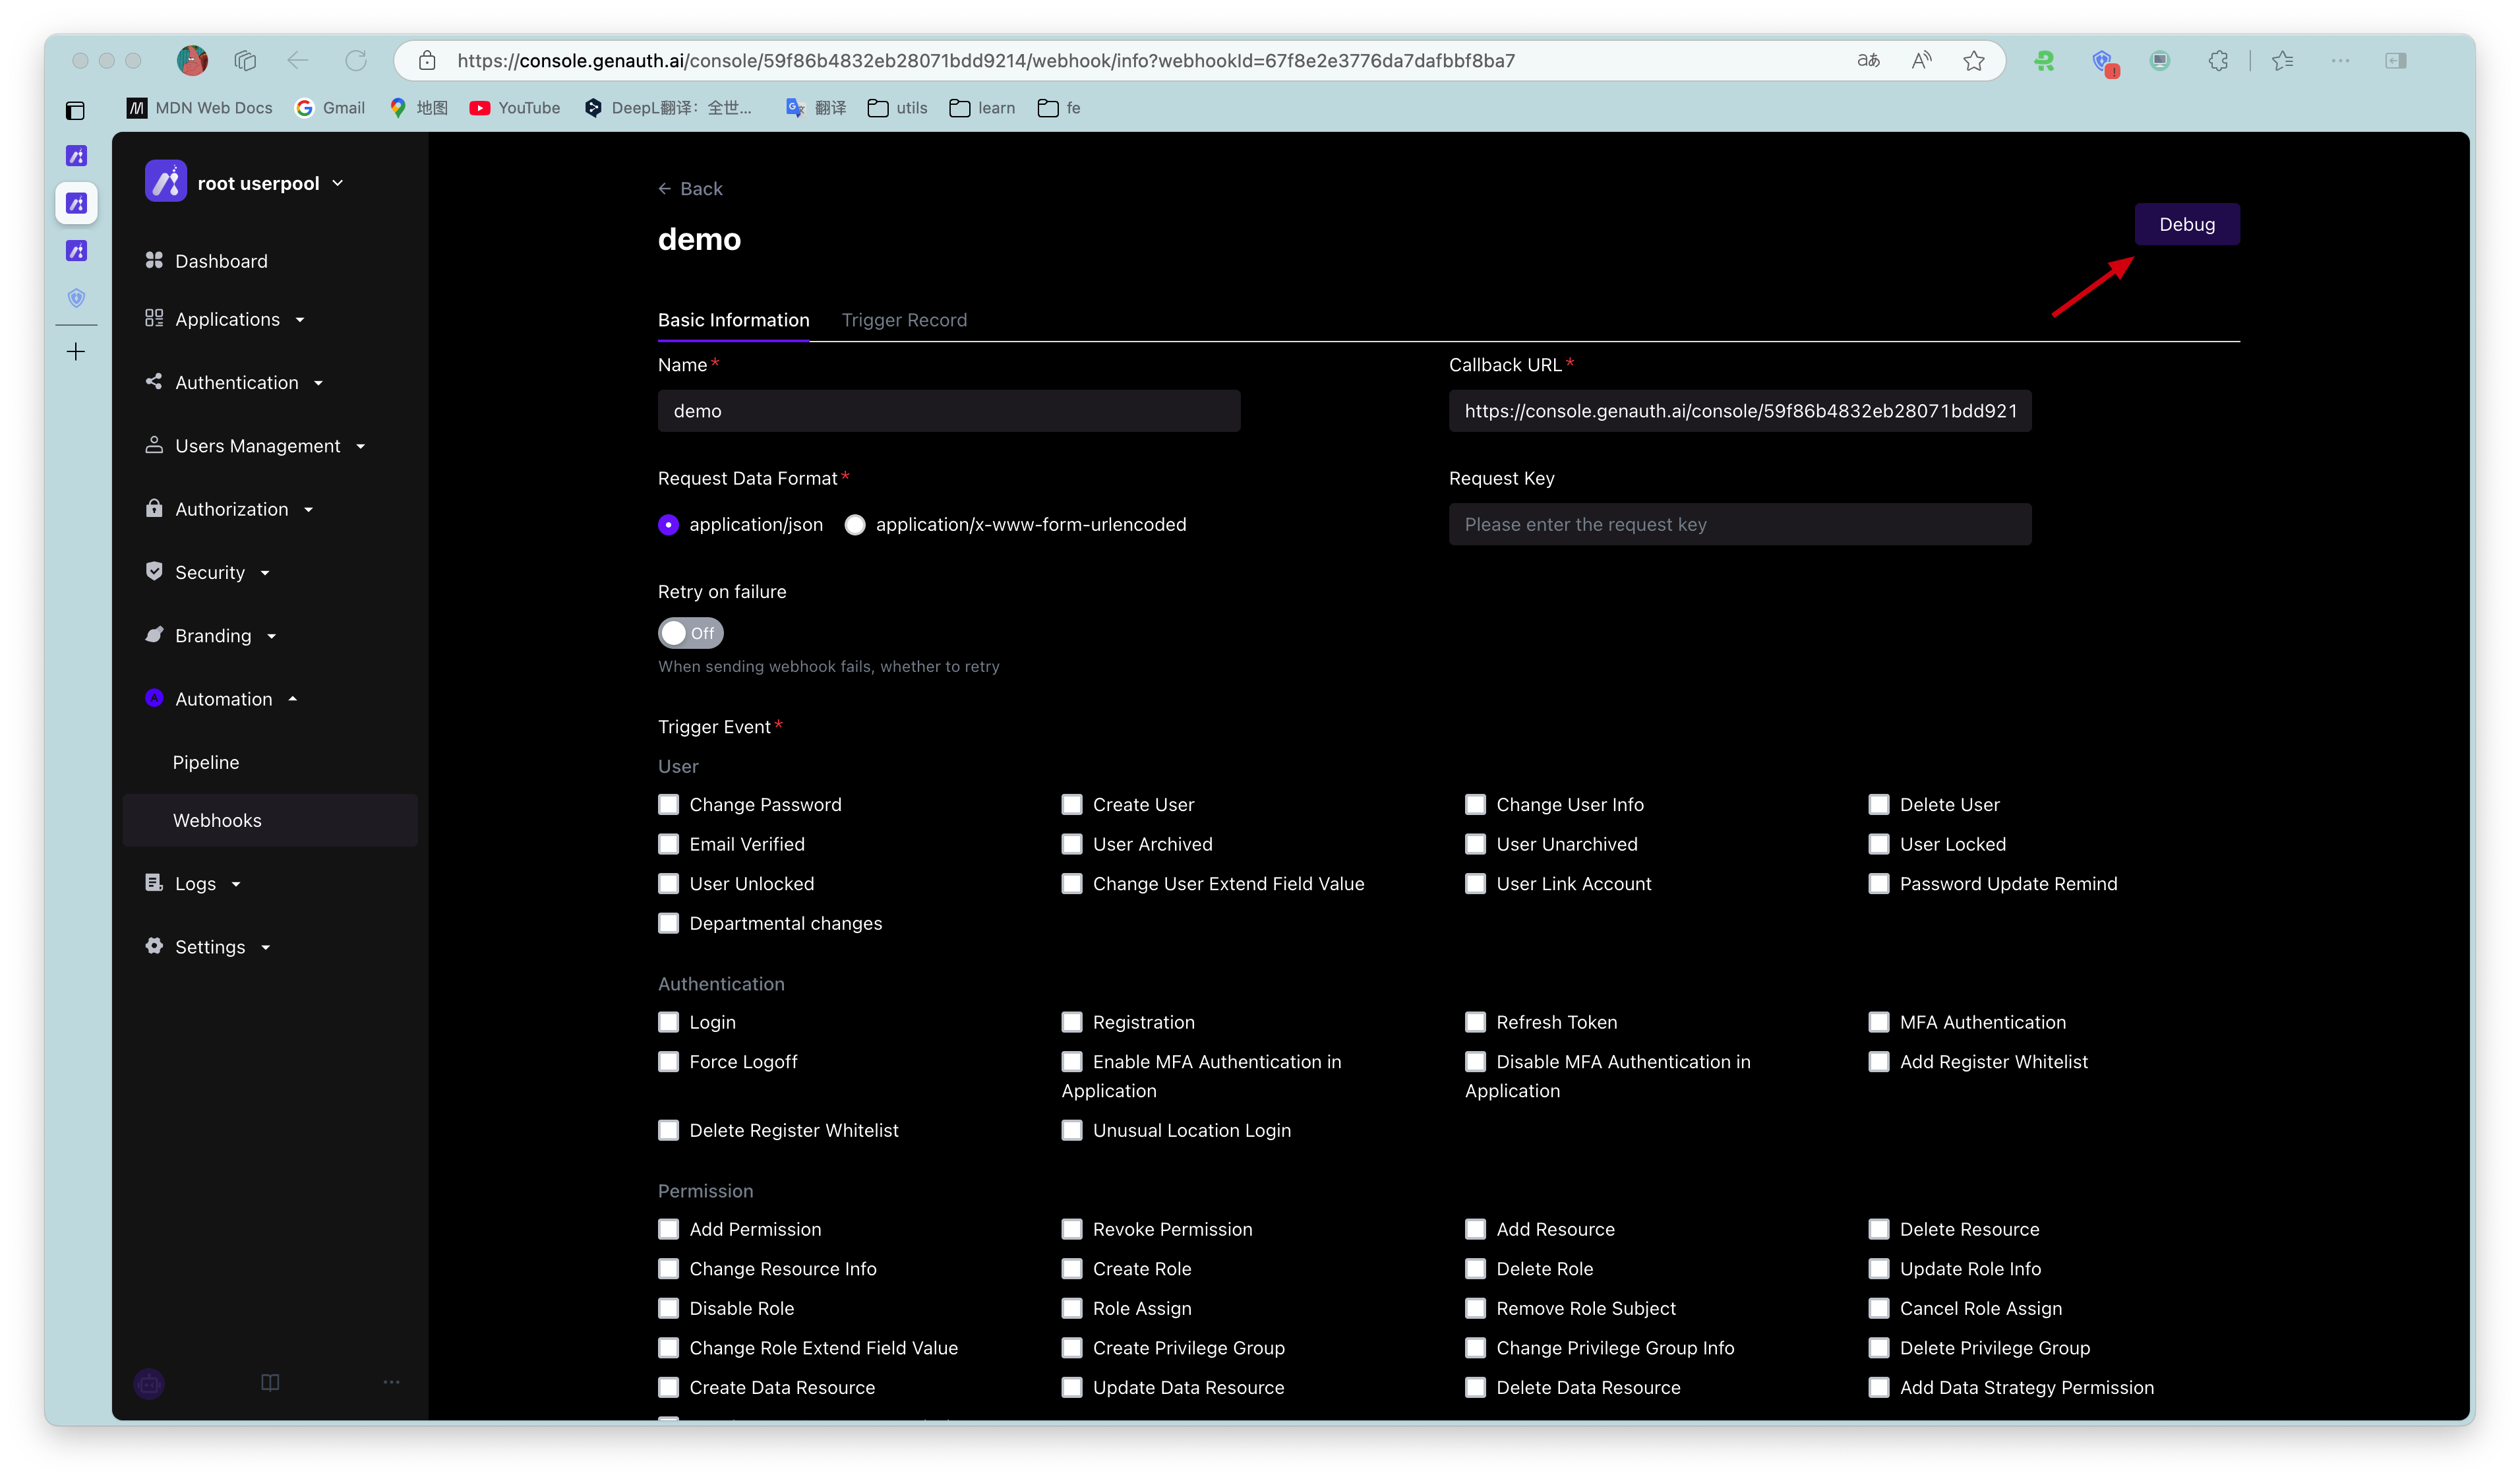 https://console.genauth.ai/console/59f86b4832eb28071bdd9214/webhook/info?webhookId=67f8e2e3776da7dafbbf8ba7
MDN Web Docs Gmail 地图 YouTube DeepL翻译：全世... 翻译 utils learn fe
root userpool
Dashboard
Applications
Authentication
Users Management
Authorization
Security
Branding
Automation
Pipeline
Webhooks
Logs
Settings
← Back
demo
Debug
Basic Information Trigger Record
Name* Callback URL*
demo https://console.genauth.ai/console/59f86b4832eb28071bdd921
Request Data Format* Request Key
application/json application/x-www-form-urlencoded Please enter the request key
Retry on failure
Off
When sending webhook fails, whether to retry
Trigger Event*
User
Change Password Create User Change User Info Delete User
Email Verified User Archived User Unarchived User Locked
User Unlocked Change User Extend Field Value User Link Account Password Update Remind
Departmental changes
Authentication
Login Registration Refresh Token MFA Authentication
Force Logoff Enable MFA Authentication in Disable MFA Authentication in Add Register Whitelist
Application Application
Delete Register Whitelist Unusual Location Login
Permission
Add Permission Revoke Permission Add Resource Delete Resource
Change Resource Info Create Role Delete Role Update Role Info
Disable Role Role Assign Remove Role Subject Cancel Role Assign
Change Role Extend Field Value Create Privilege Group Change Privilege Group Info Delete Privilege Group
Create Data Resource Update Data Resource Delete Data Resource Add Data Strategy Permission